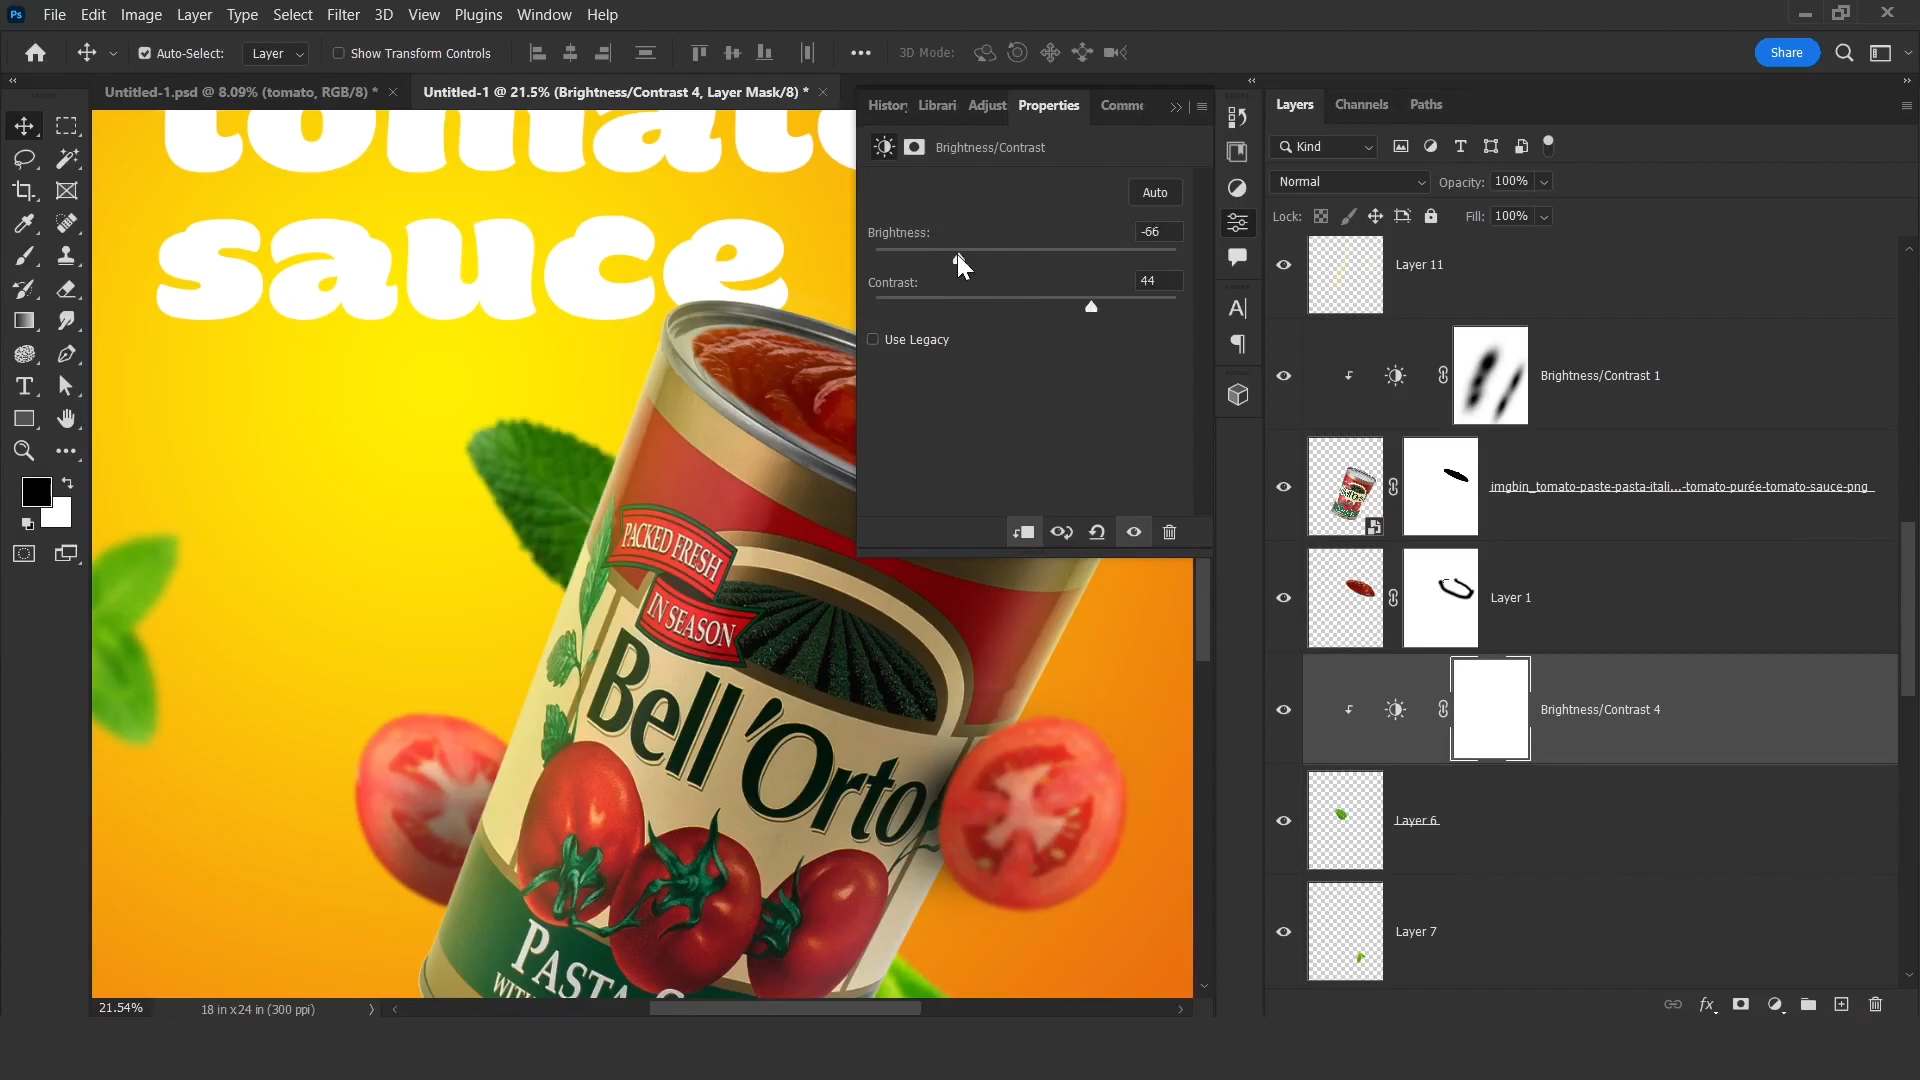 Ps File Edit Image Layer Type Select Filter 3D View Plugins Window Help
Auto-Select: Layer Show Transform Controls 3D Mode: Share
Untitled-1.psd @ 8.09% (tomato, RGB/8) *
Untitled-1 @ 21.5% (Brightness/Contrast 4, Layer Mask/8) *
tomato
sauce
PACKED FRESH
IN SEASON
Bell'Orto
PASTA
WITH
Histor Librari Adjust Properties Comme
Brightness/Contrast
Auto
Brightness: -66
Contrast: 44
Use Legacy
Layers Channels Paths
Kind
Normal Opacity: 100%
Lock: Fill: 100%
Layer 11
Brightness/Contrast 1
imgbin_tomato-paste-pasta-itali...-tomato-purée-tomato-sauce-png
Layer 1
Brightness/Contrast 4
Layer 6
Layer 7
fx
21.54% 18 in x 24 in (300 ppi)